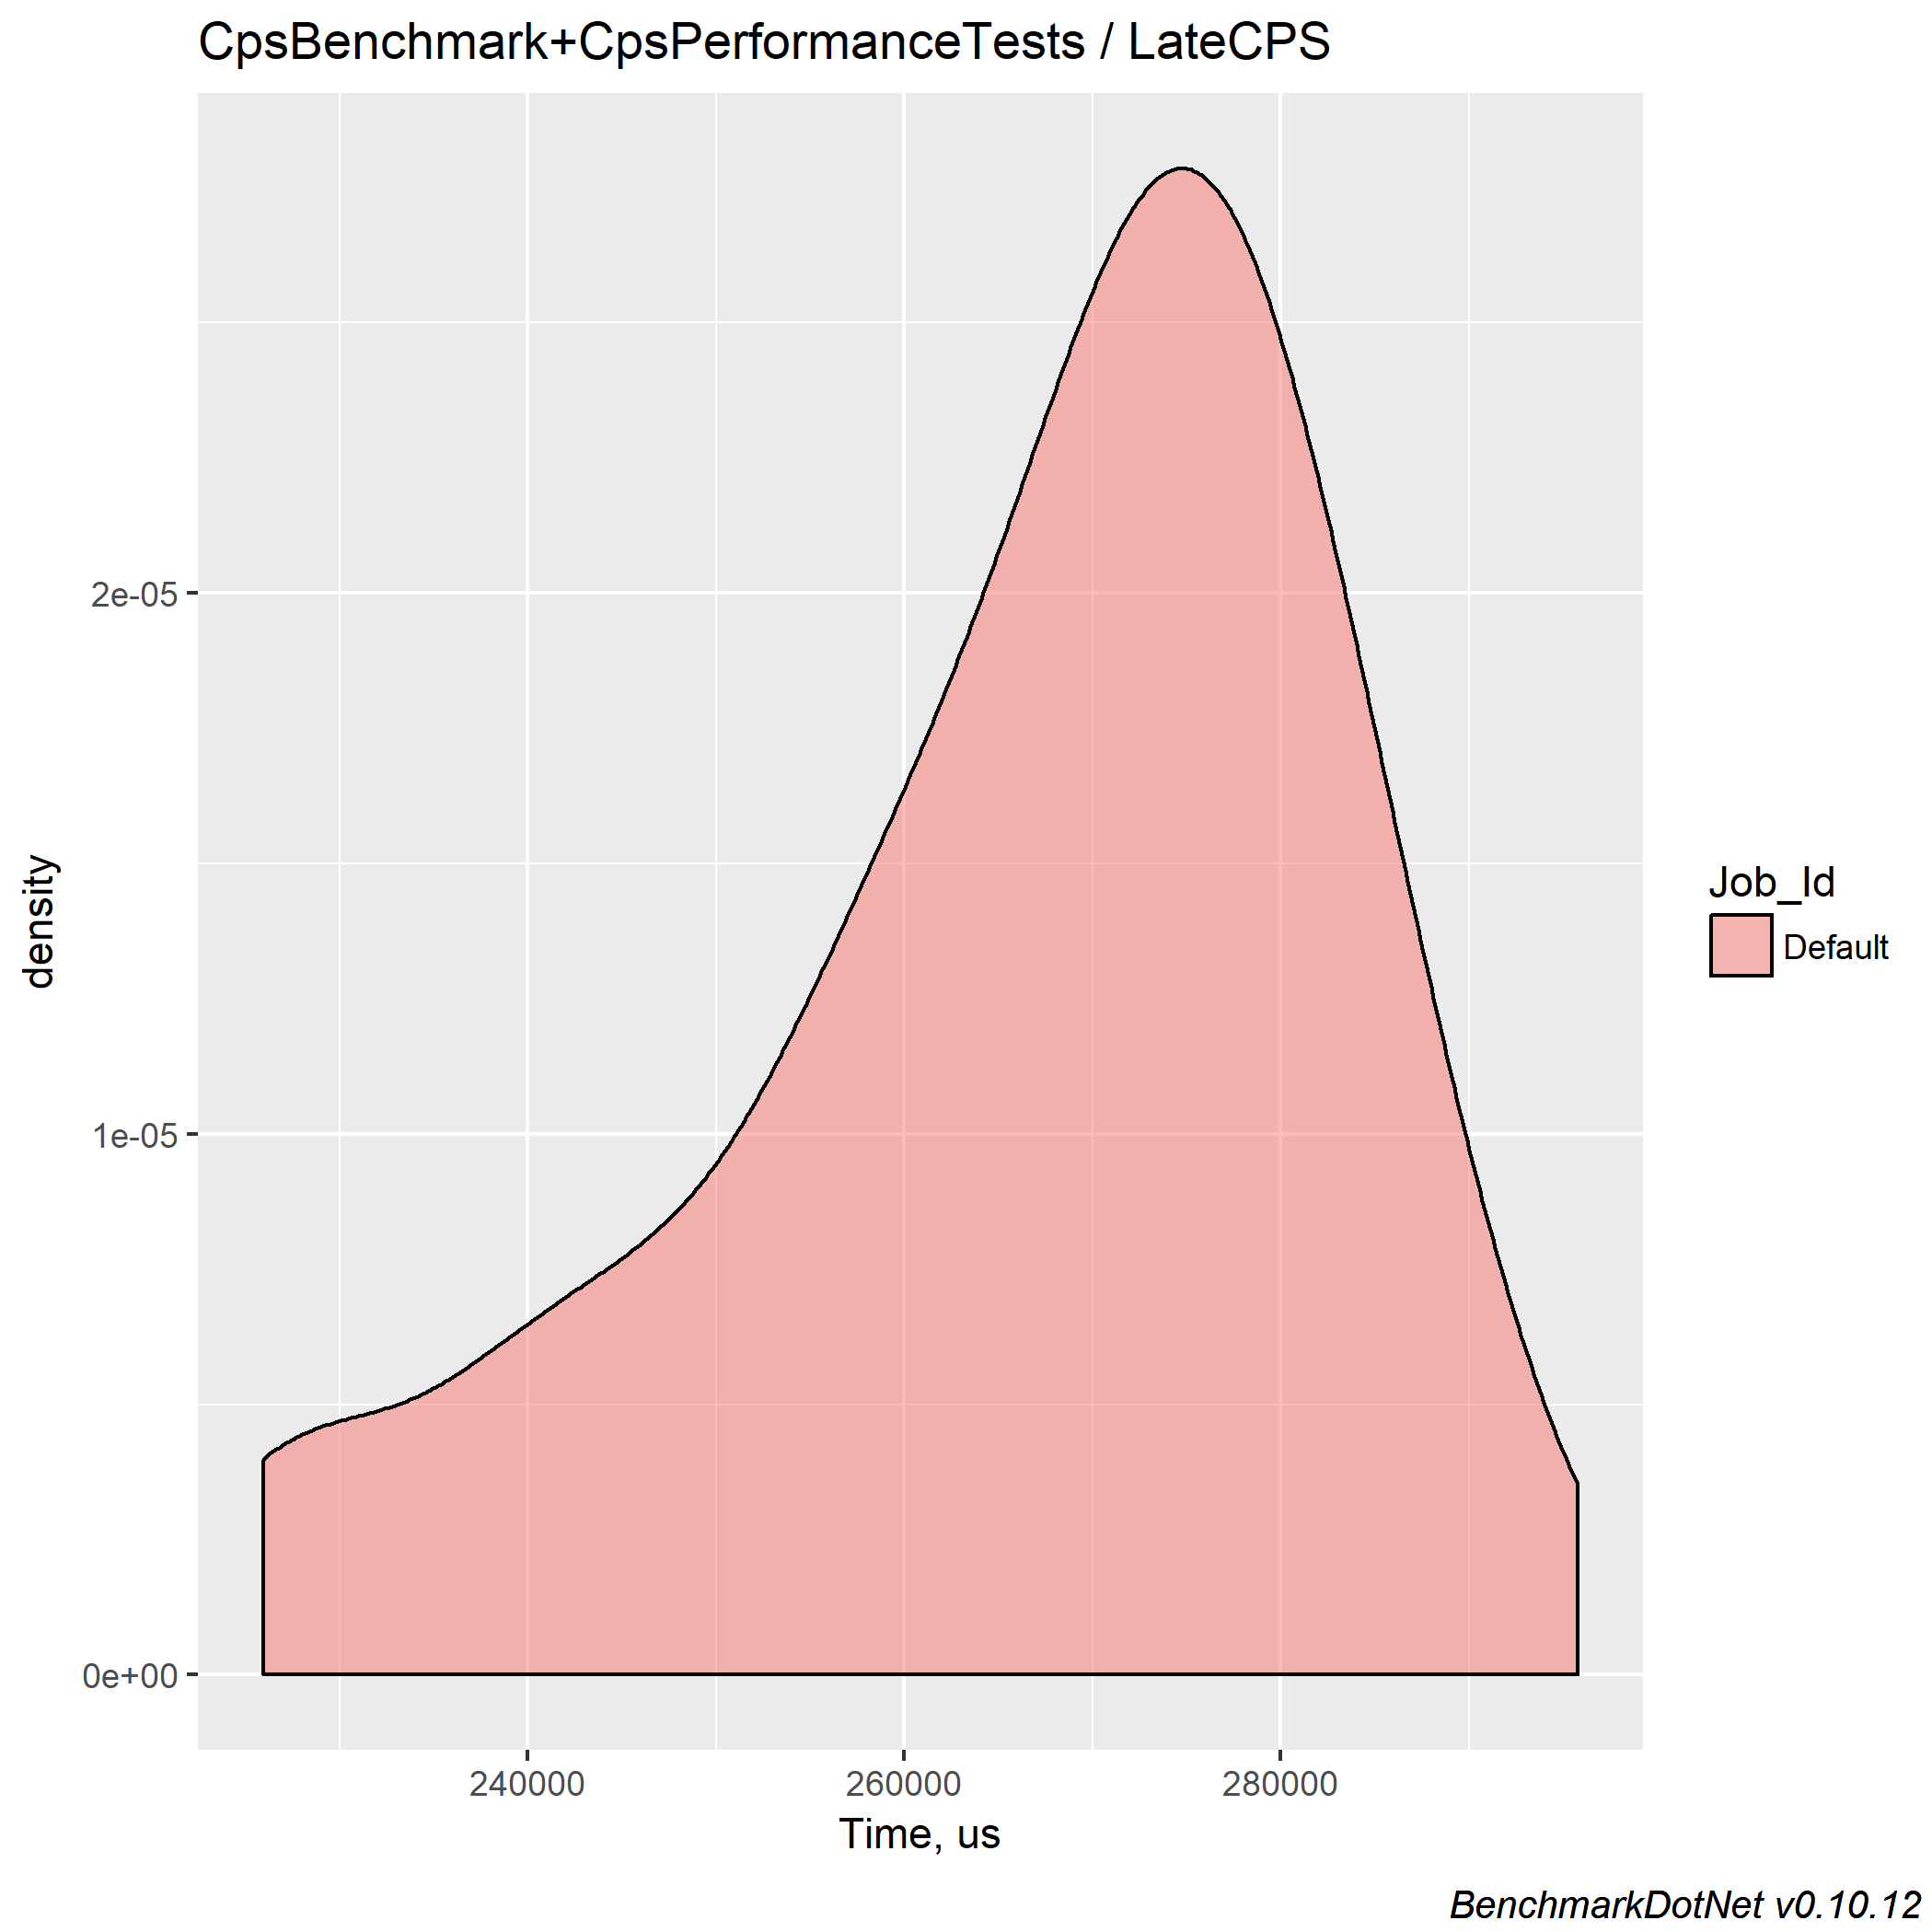 CpsBenchmark+CpsPerformanceTests / LateCPS
density
2e-05
1e-05
0e+00
240000 260000 280000
Time, us
Job_Id
Default
BenchmarkDotNet v0.10.12